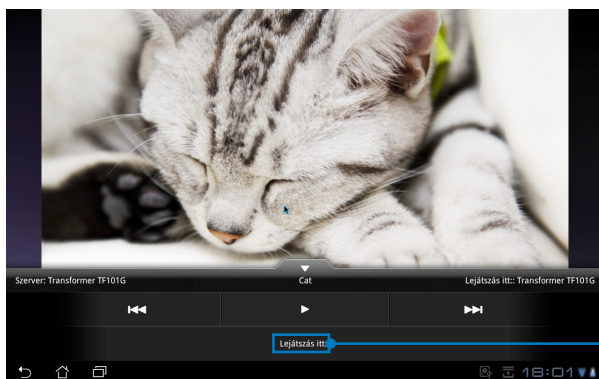 Szerver: Transformer TF101G
Cat
Lejátszás itt:: Transformer TF101G
Lejátszás itt:
18:01